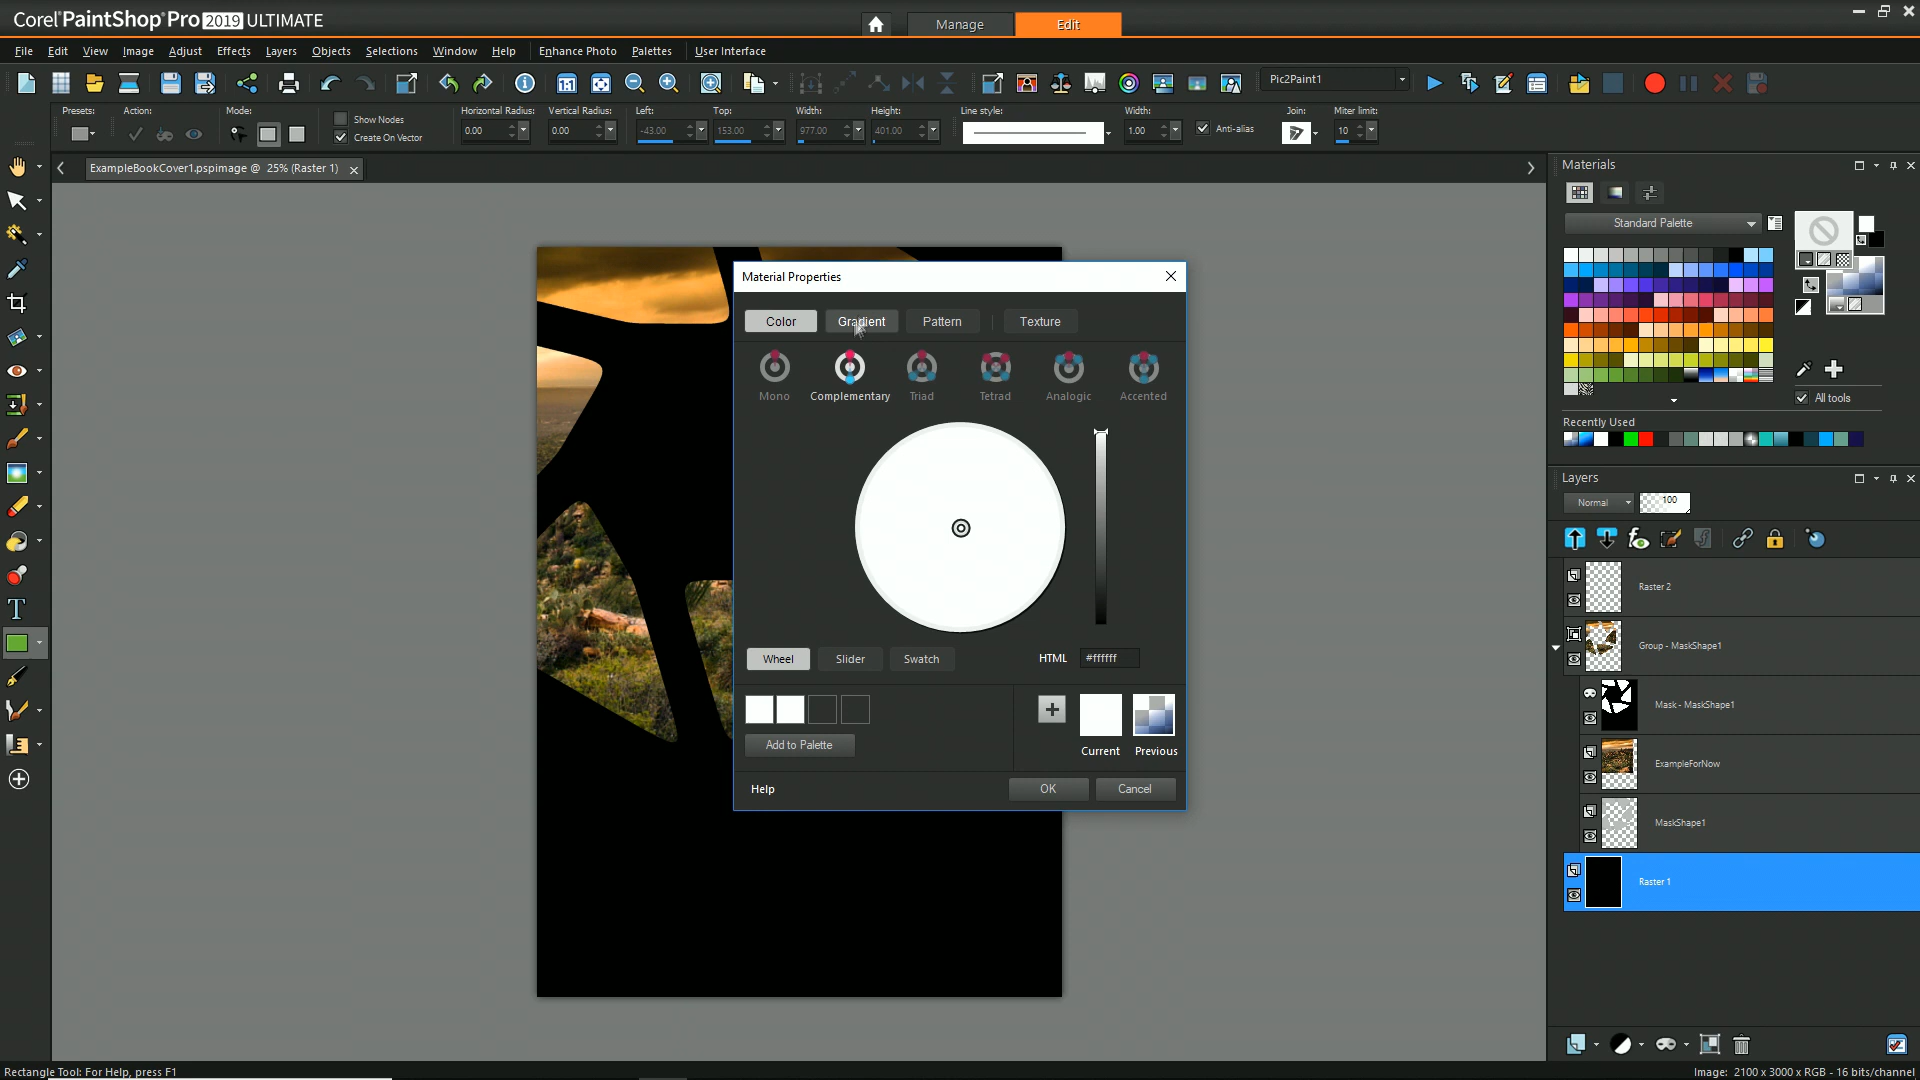 Corel PaintShop Pro 2019 ULTIMATE
Manage
Edit
File Edit View Image Adjust Effects Layers Objects Selections Window Help Enhance Photo Palettes User Interface
Pic2Paint1
Presets: Action: Mode: Show Nodes Horizontal Radius: Vertical Radius: Left: Top: Width: Height: Line style: Width: Join: Miter limit:
Create On Vector 0.00 0.00 -43.00 153.00 977.00 401.00 1.00 Anti-alias 10
ExampleBookCover1.pspimage @ 25% (Raster 1)
Material Properties
Color Gradient Pattern Texture
Mono Complementary Triad Tetrad Analogic Accented
Wheel Slider Swatch HTML #ffffff
Add to Palette
Current Previous
Help OK Cancel
Materials
Standard Palette
All tools
Recently Used
Layers
Normal 100
Raster 2
Group - MaskShape1
Mask - MaskShape1
ExampleForNow
MaskShape1
Raster 1
T
Rectangle Tool: For Help, press F1
Image: 2100 x 3000 x RGB - 16 bits/channel